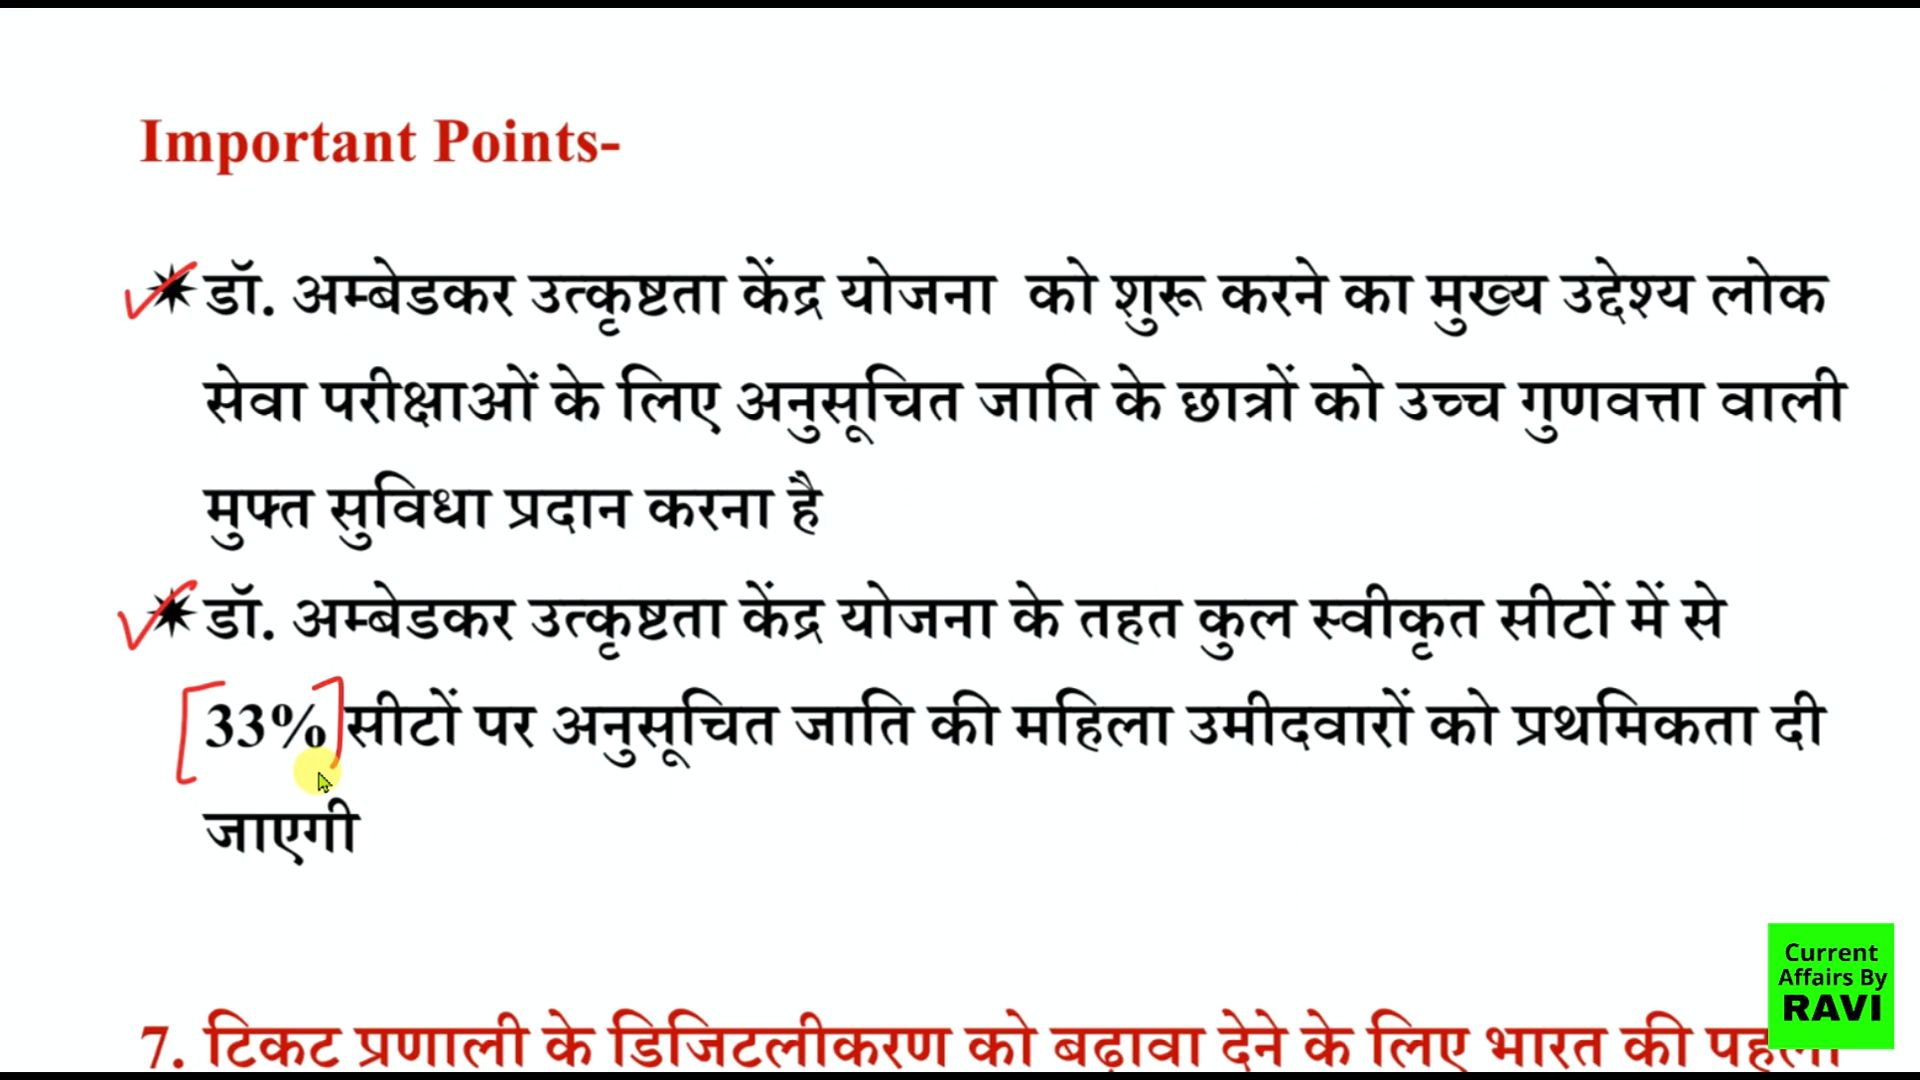 Important Points-
डॉ. अम्बेडकर उत्कृष्टता केंद्र योजना को शुरू करने का मुख्य उद्देश्य लोक
सेवा परीक्षाओं के लिए अनुसूचित जाति के छात्रों को उच्च गुणवत्ता वाली
मुफ्त सुविधा प्रदान करना है
डॉ. अम्बेडकर उत्कृष्टता केंद्र योजना के तहत कुल स्वीकृत सीटों में से
33% सीटों पर अनुसूचित जाति की महिला उमीदवारों को प्रथमिकता दी
जाएगी
7. टिकट प्रणाली के डिजिटलीकरण को बढ़ावा देने के लिए भारत की पहली
Current
Affairs By
RAVI